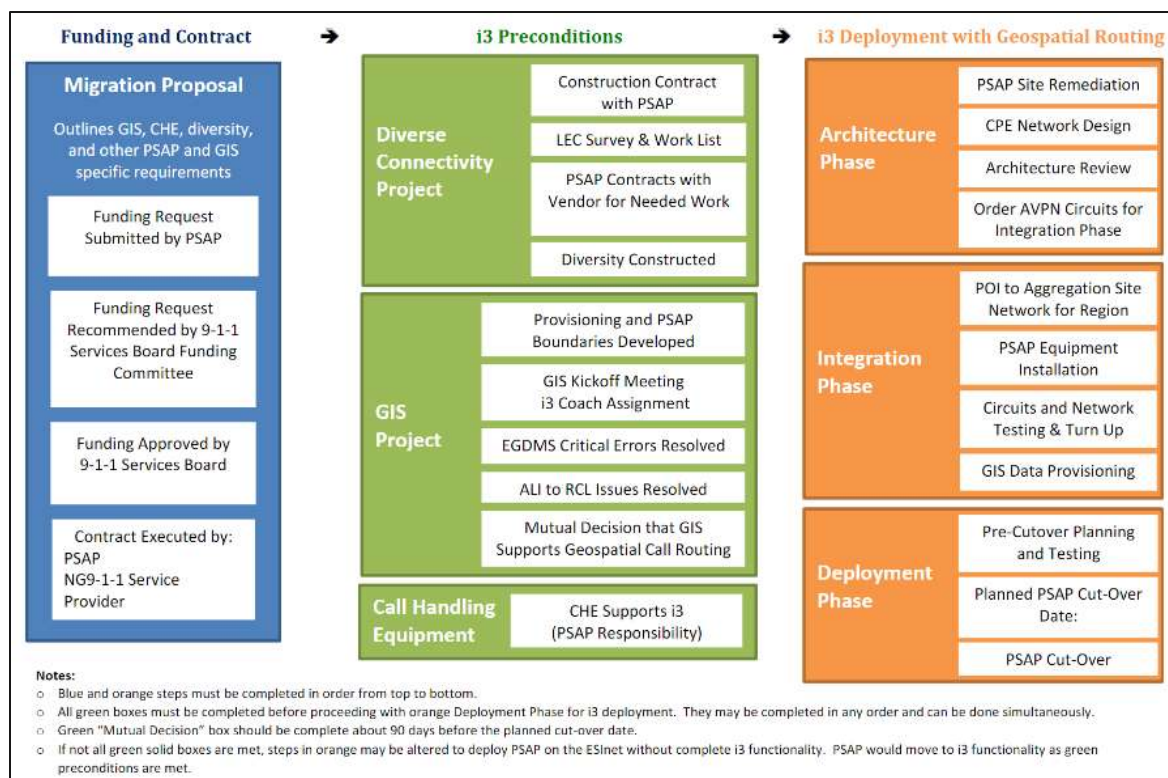 Funding and Contract
➔
i3 Preconditions
➔
i3 Deployment with Geospatial Routing
Migration Proposal
Outlines GIS, CHE, diversity,
and other PSAP and GIS
specific requirements
Funding Request
Submitted by PSAP
Funding Request
Recommended by 9-1-1
Services Board Funding
Committee
Funding Approved by
9-1-1 Services Board
Contract Executed by:
PSAP
NG9-1-1 Service
Provider
Diverse
Connectivity
Project
Construction Contract
with PSAP
LEC Survey & Work List
PSAP Contracts with
Vendor for Needed Work
Diversity Constructed
GIS
Project
Provisioning and PSAP
Boundaries Developed
GIS Kickoff Meeting
i3 Coach Assignment
EGDMS Critical Errors Resolved
ALI to RCL Issues Resolved
Mutual Decision that GIS
Supports Geospatial Call Routing
Call Handling
Equipment
CHE Supports i3
(PSAP Responsibility)
Architecture
Phase
PSAP Site Remediation
CPE Network Design
Architecture Review
Order AVPN Circuits for
Integration Phase
Integration
Phase
POI to Aggregation Site
Network for Region
PSAP Equipment
Installation
Circuits and Network
Testing & Turn Up
GIS Data Provisioning
Deployment
Phase
Pre-Cutover Planning
and Testing
Planned PSAP Cut-Over
Date:
PSAP Cut-Over
Notes:
o Blue and orange steps must be completed in order from top to bottom.
o All green boxes must be completed before proceeding with orange Deployment Phase for i3 deployment. They may be completed in any order and can be done simultaneously.
o Green “Mutual Decision” box should be complete about 90 days before the planned cut-over date.
o If not all green solid boxes are met, steps in orange may be altered to deploy PSAP on the ESInet without complete i3 functionality. PSAP would move to i3 functionality as green
preconditions are met.